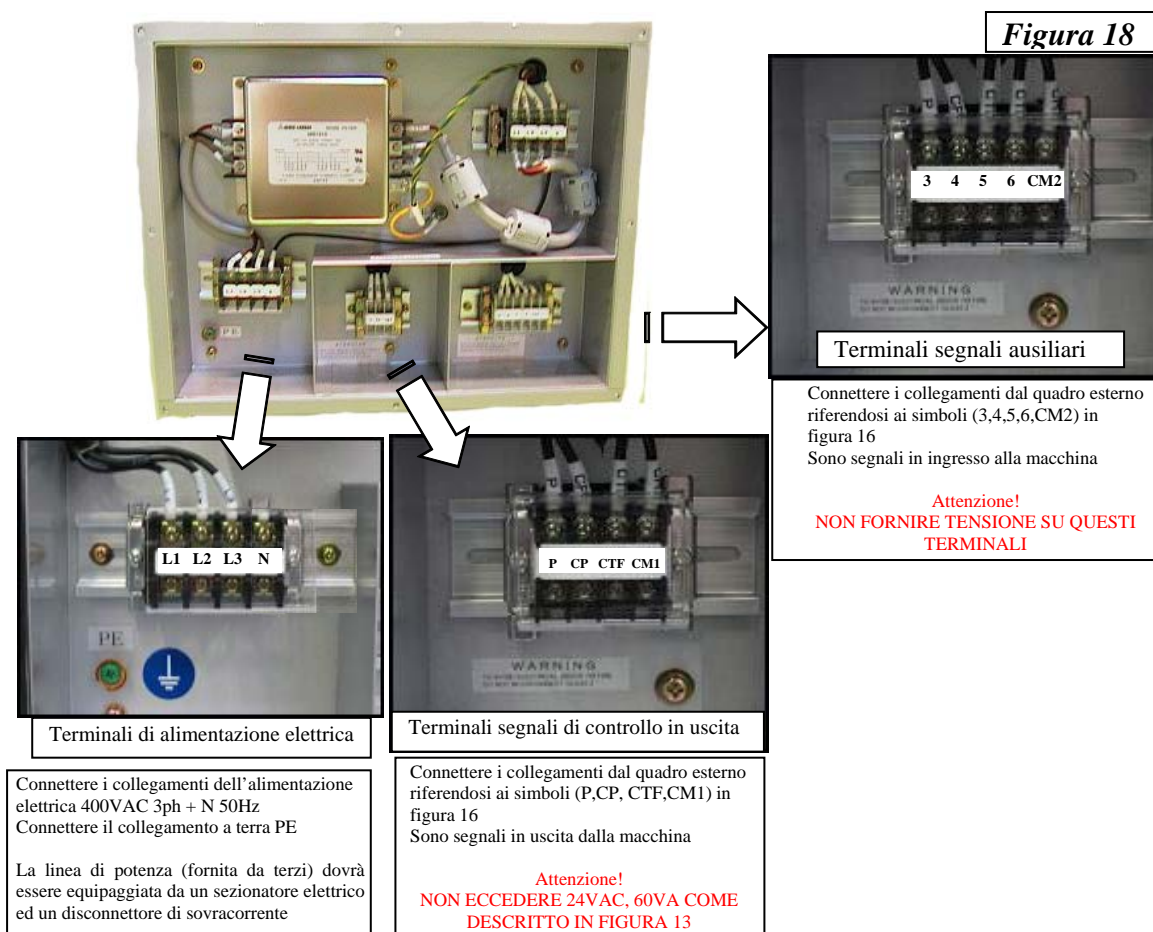 Figura 18
3 4 5 6 CM2
WARNING
Terminali segnali ausiliari
Connettere i collegamenti dal quadro esterno
riferendosi ai simboli (3,4,5,6,CM2) in
figura 16
Sono segnali in ingresso alla macchina
Attenzione!
NON FORNIRE TENSIONE SU QUESTI
TERMINALI
PE
L1 L2 L3 N
PE
Terminali di alimentazione elettrica
Connettere i collegamenti dell'alimentazione
elettrica 400VAC 3ph + N 50Hz
Connettere il collegamento a terra PE
La linea di potenza (fornita da terzi) dovrà
essere equipaggiata da un sezionatore elettrico
ed un disconnettore di sovracorrente
P CP CTF CM1
WARNING
Terminali segnali di controllo in uscita
Connettere i collegamenti dal quadro esterno
riferendosi ai simboli (P,CP, CTF,CM1) in
figura 16
Sono segnali in uscita dalla macchina
Attenzione!
NON ECCEDERE 24VAC, 60VA COME
DESCRITTO IN FIGURA 13